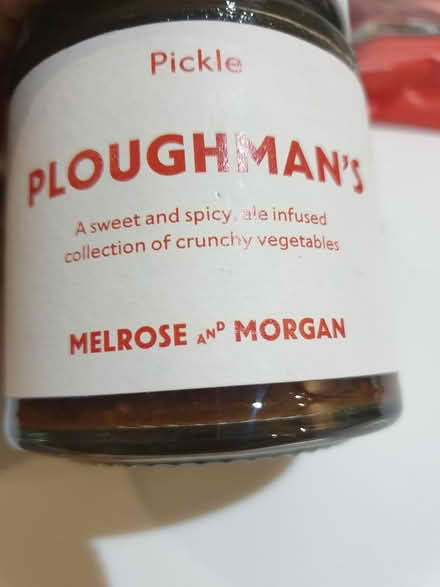 Pickle
PLOUGHMAN'S
A sweet and spicy, ale infused
collection of crunchy vegetables
MELROSE AND MORGAN